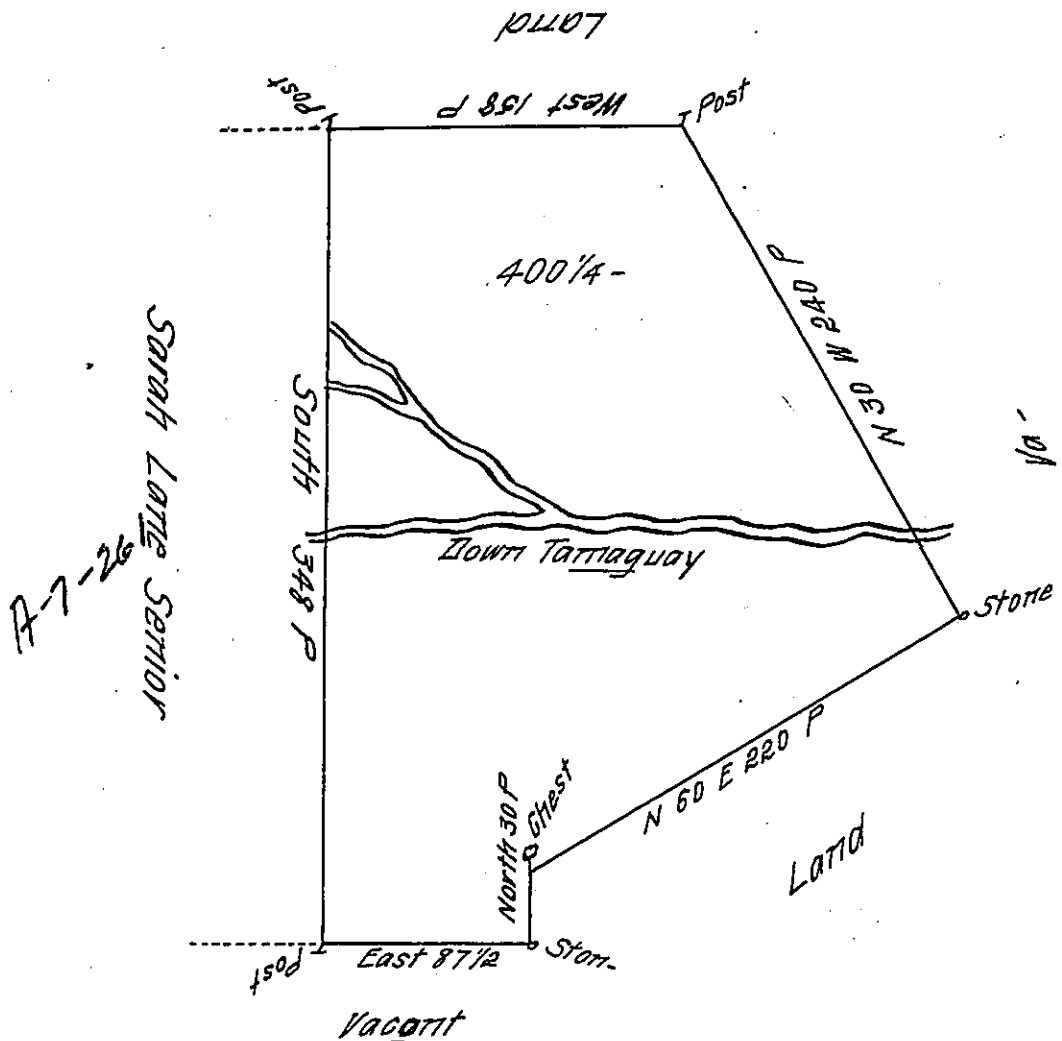 Land
Post
West 158 P
Post
400 1/4 -
N 30 W 240 P
Va-
Sarah Lane Senior
A-7-26
South 348 P
Down Tamaguay
Stone
N 60 E 220 P
Land
North 30 P
Chest
Post
East 87 1/2
Ston-
Vacant